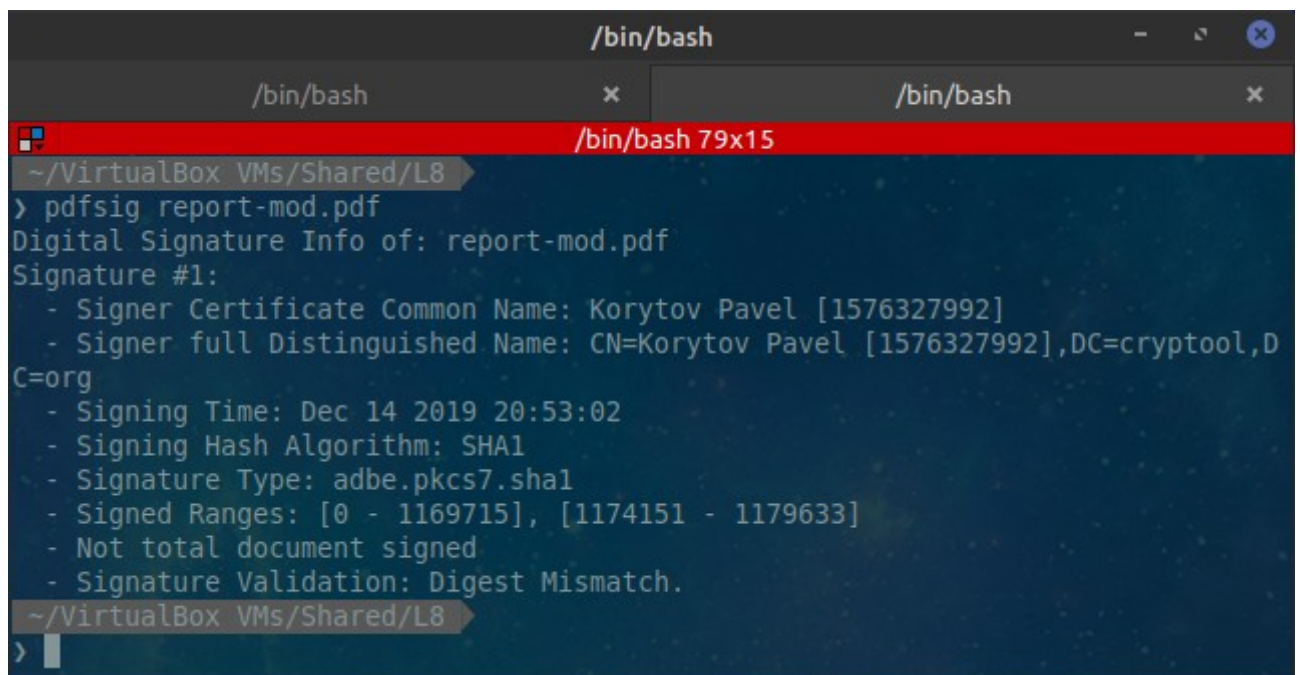 /bin/bash
/bin/bash /bin/bash
/bin/bash 79x15
~/VirtualBox VMs/Shared/L8
❯ pdfsig report-mod.pdf
Digital Signature Info of: report-mod.pdf
Signature #1:
  - Signer Certificate Common Name: Korytov Pavel [1576327992]
  - Signer full Distinguished Name: CN=Korytov Pavel [1576327992],DC=cryptool,D
C=org
  - Signing Time: Dec 14 2019 20:53:02
  - Signing Hash Algorithm: SHA1
  - Signature Type: adbe.pkcs7.sha1
  - Signed Ranges: [0 - 1169715], [1174151 - 1179633]
  - Not total document signed
  - Signature Validation: Digest Mismatch.
~/VirtualBox VMs/Shared/L8
❯